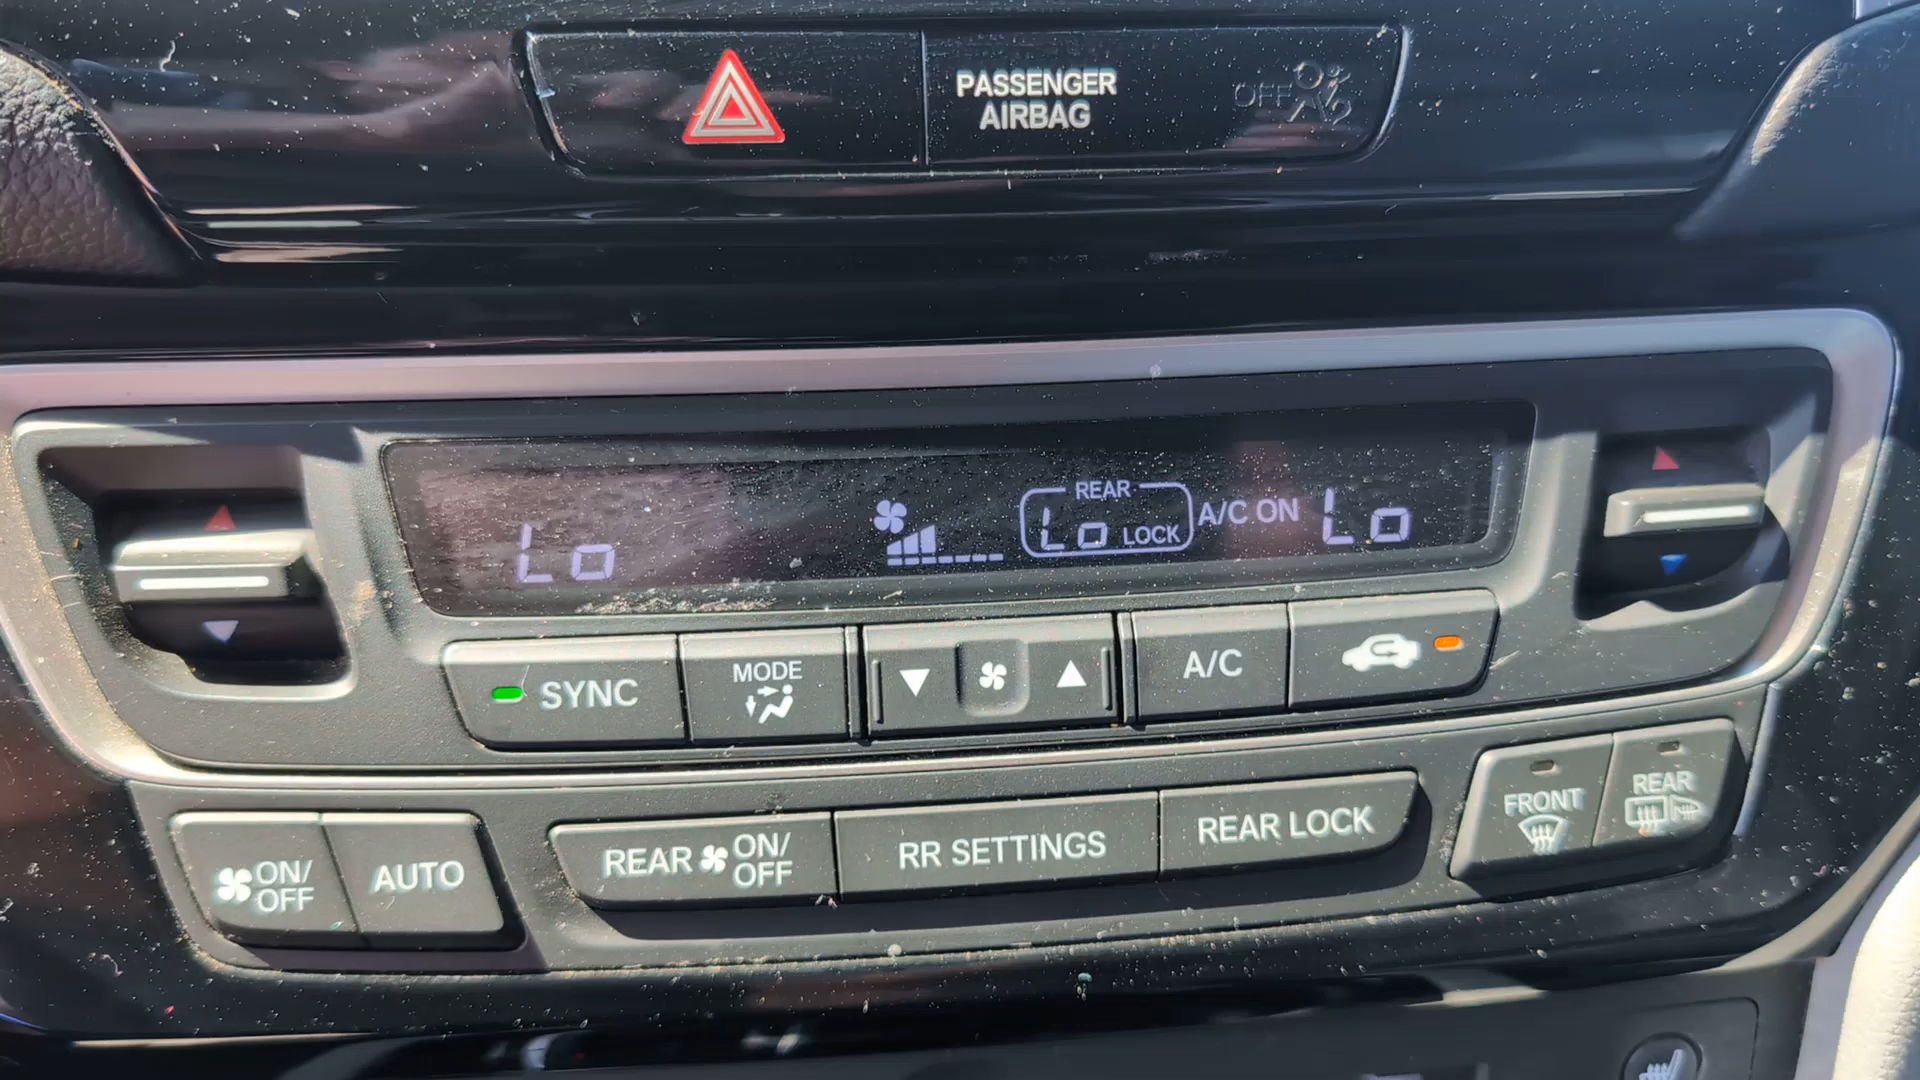 PASSENGER
AIRBAG
OFF
Lo
REAR
Lo LOCK
A/C ON
Lo
SYNC
MODE
A/C
ON/
OFF
AUTO
REAR ON/
OFF
RR SETTINGS
REAR LOCK
FRONT
REAR